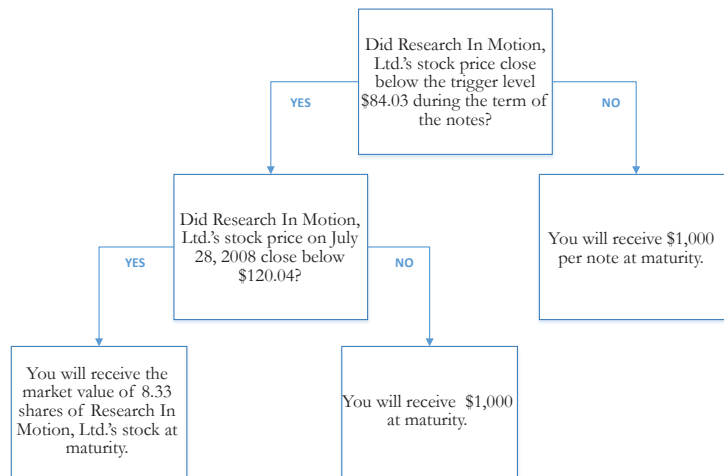 Did Research In Motion,
Ltd.’s stock price close
below the trigger level
$84.03 during the term of
the notes?
YES
NO
Did Research In Motion,
Ltd.’s stock price on July
28, 2008 close below
$120.04?
You will receive $1,000
per note at maturity.
YES
NO
You will receive the
market value of 8.33
shares of Research In
Motion, Ltd.’s stock at
maturity.
You will receive $1,000
at maturity.